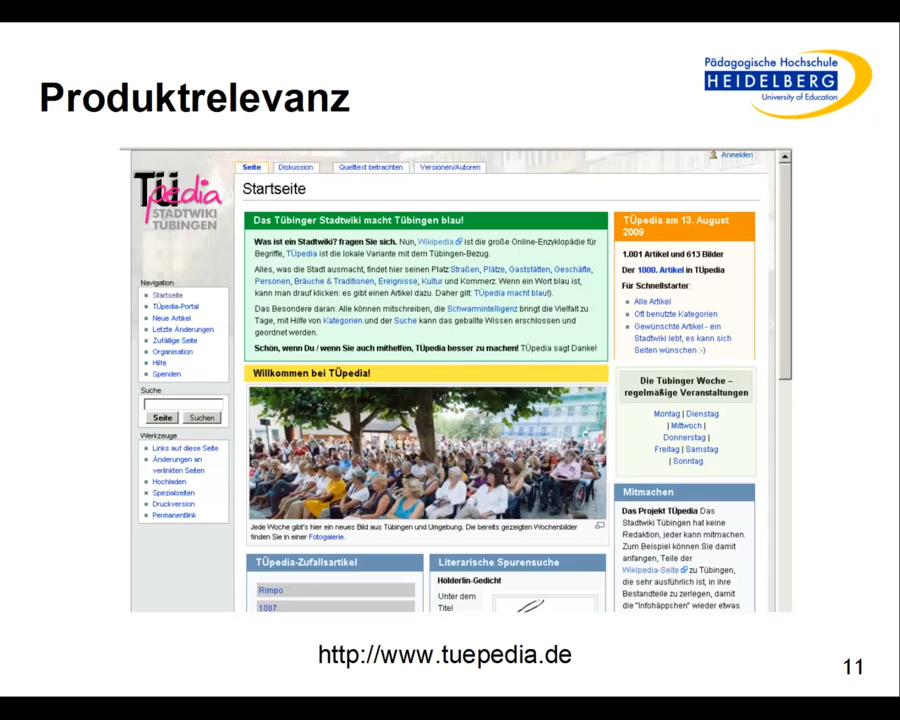 Produktrelevanz
Pädagogische Hochschule
HEIDELBERG
University of Education
Anmelden
TÜpedia
STADTWIKI
TÜBINGEN
Seite
Diskussion
Quelltext betrachten
Versionen/Autoren
Startseite
Navigation
Startseite
TÜpedia-Portal
Neue Artikel
Letzte Änderungen
Zufällige Seite
Organisation
Hilfe
Spenden
Suche
Seite
Suchen
Werkzeuge
Links auf diese Seite
Änderungen an
verlinkten Seiten
Hochladen
Spezialseiten
Druckversion
Permanentlink
Das Tübinger Stadtwiki macht Tübingen blau!
Was ist ein Stadtwiki? fragen Sie sich. Nun, Wikipedia ist die große Online-Enzyklopädie für
Begriffe, TÜpedia ist die lokale Variante mit dem Tübingen-Bezug.
Alles, was die Stadt ausmacht, findet hier seinen Platz: Straßen, Plätze, Gaststätten, Geschäfte,
Personen, Bräuche & Traditionen, Ereignisse, Kultur und Kommerz. Wenn ein Wort blau ist,
kann man drauf klicken: es gibt einen Artikel dazu. Daher gilt: TÜpedia macht blau!).
Das Besondere daran: Alle können mitschreiben, die Schwarmintelligenz bringt die Vielfalt zu
Tage, mit Hilfe von Kategorien und der Suche kann das geballte Wissen erschlossen und
geordnet werden.
Schön, wenn Du / wenn Sie auch mithelfen, TÜpedia besser zu machen! TÜpedia sagt Danke!
Willkommen bei TÜpedia!
Jede Woche gibt's hier ein neues Bild aus Tübingen und Umgebung. Die bereits gezeigten Wochenbilder
finden Sie in einer Fotogalerie.
TÜpedia-Zufallsartikel
Rimpo
1887
Literarische Spurensuche
Hölderlin-Gedicht
Unter dem
Titel
TÜpedia am 13. August
2009
1.001 Artikel und 613 Bilder
Der 1000. Artikel in TÜpedia
Für Schnellstarter:
Alle Artikel
Oft benutzte Kategorien
Gewünschte Artikel - ein
Stadtwiki lebt, es kann sich
Seiten wünschen :-)
Die Tübinger Woche –
regelmäßige Veranstaltungen
Montag | Dienstag
| Mittwoch |
Donnerstag |
Freitag | Samstag
| Sonntag
Mitmachen
Das Projekt TÜpedia Das
Stadtwiki Tübingen hat keine
Redaktion, jeder kann mitmachen.
Zum Beispiel können Sie damit
anfangen, Teile der
Wikipedia-Seite zu Tübingen,
die sehr ausführlich ist, in ihre
Bestandteile zu zerlegen, damit
die "Infohäppchen" wieder etwas
http://www.tuepedia.de
11